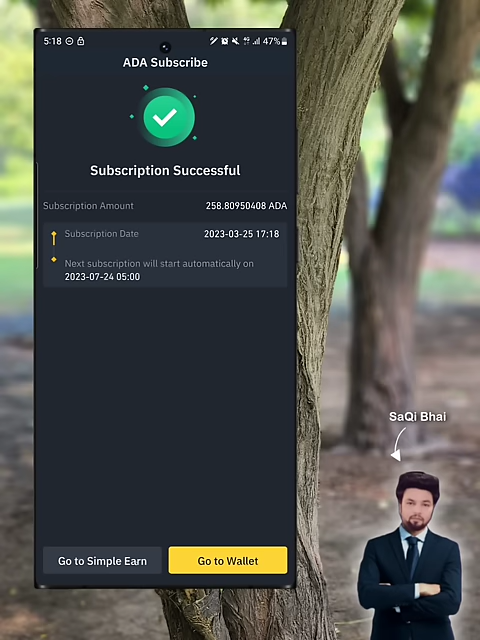 5:18 47%
ADA Subscribe
Subscription Successful
Subscription Amount 258.80950408 ADA
Subscription Date 2023-03-25 17:18
Next subscription will start automatically on
2023-07-24 05:00
Go to Simple Earn Go to Wallet
SaQi Bhai